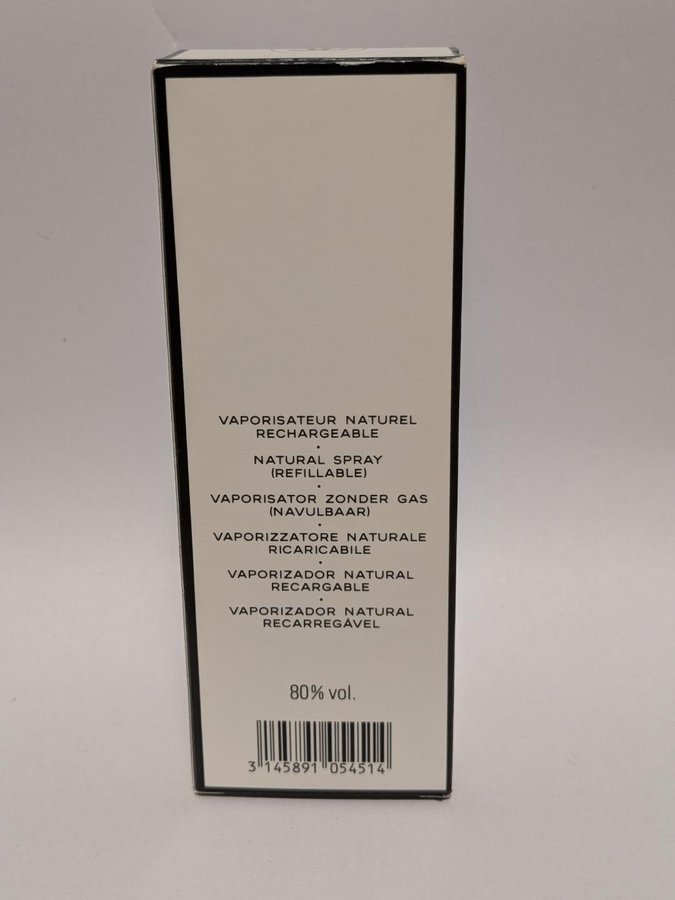 VAPORISATEUR NATUREL
RECHARGEABLE
•
NATURAL SPRAY
(REFILLABLE)
•
VAPORISATOR ZONDER GAS
(NAVULBAAR)
•
VAPORIZZATORE NATURALE
RICARICABILE
•
VAPORIZADOR NATURAL
RECARGABLE
•
VAPORIZADOR NATURAL
RECARREGÁVEL
80% vol.
3 145891 054514